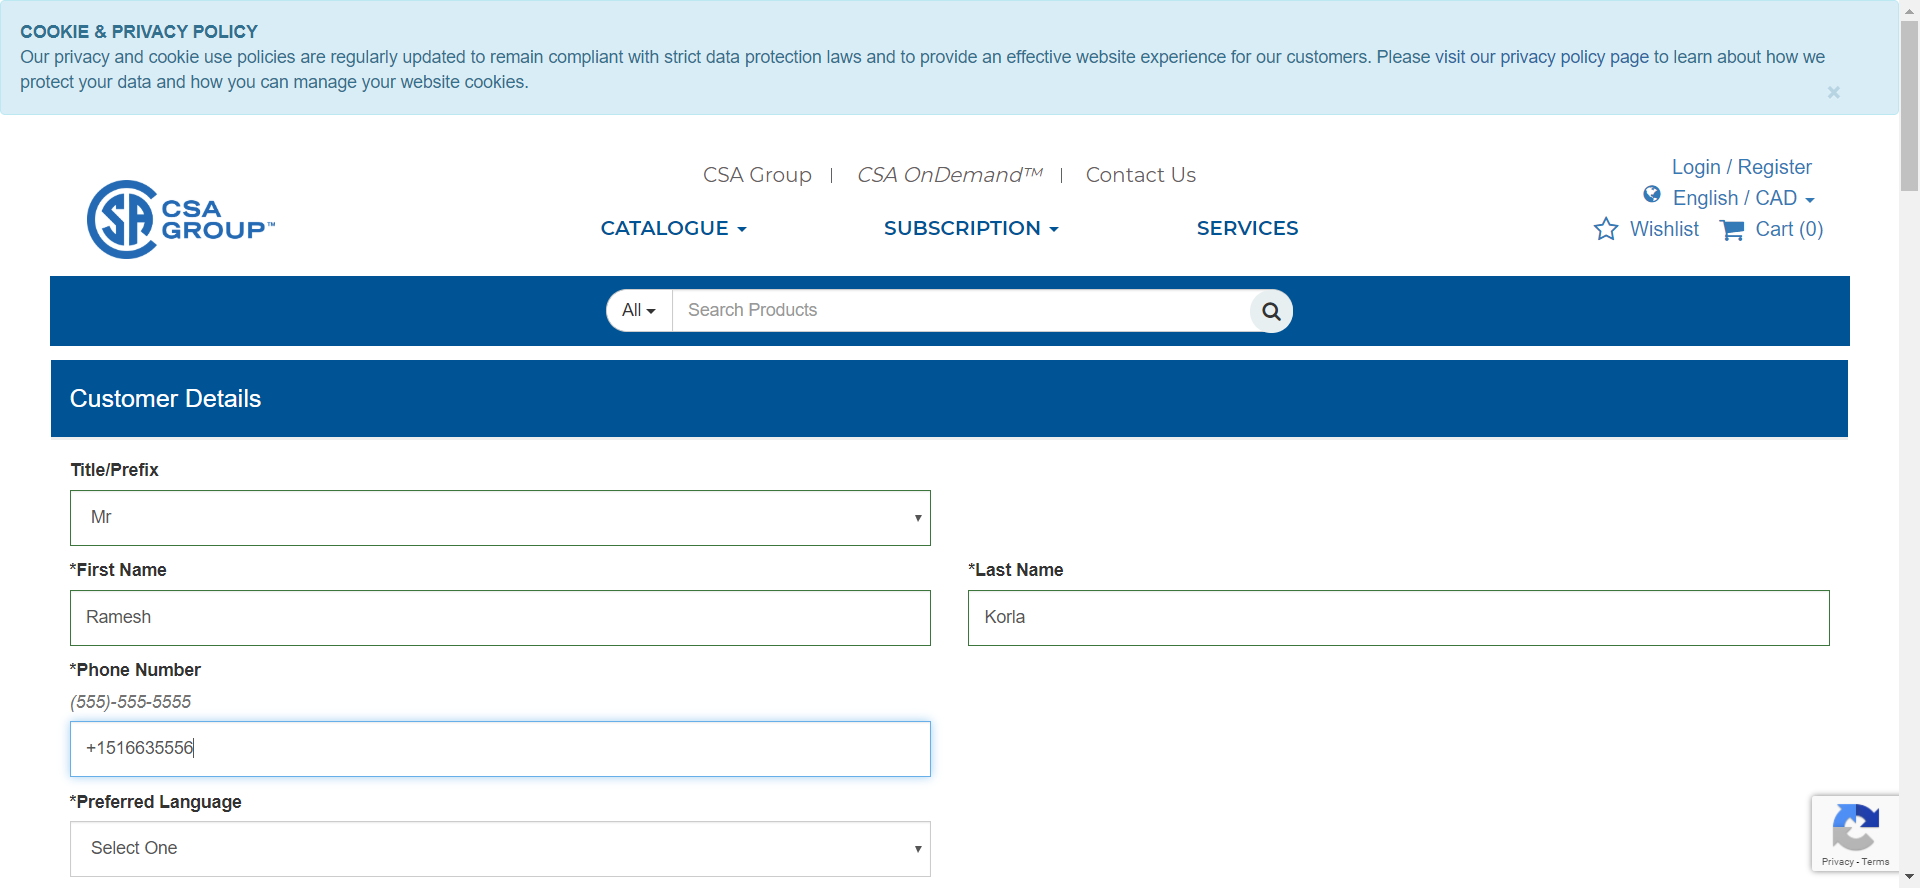 COOKIE & PRIVACY POLICY
Our privacy and cookie use policies are regularly updated to remain compliant with strict data protection laws and to provide an effective website experience for our customers. Please visit our privacy policy page to learn about how we
protect your data and how you can manage your website cookies.
×
CSA Group | CSA OnDemand™ | Contact Us
Login / Register
English / CAD
CSA
GROUP™
CATALOGUE SUBSCRIPTION SERVICES
Wishlist Cart (0)
All Search Products
Customer Details
Title/Prefix
Mr
*First Name *Last Name
Ramesh Korla
*Phone Number
(555)-555-5555
+1516635556
*Preferred Language
Select One
Privacy - Terms